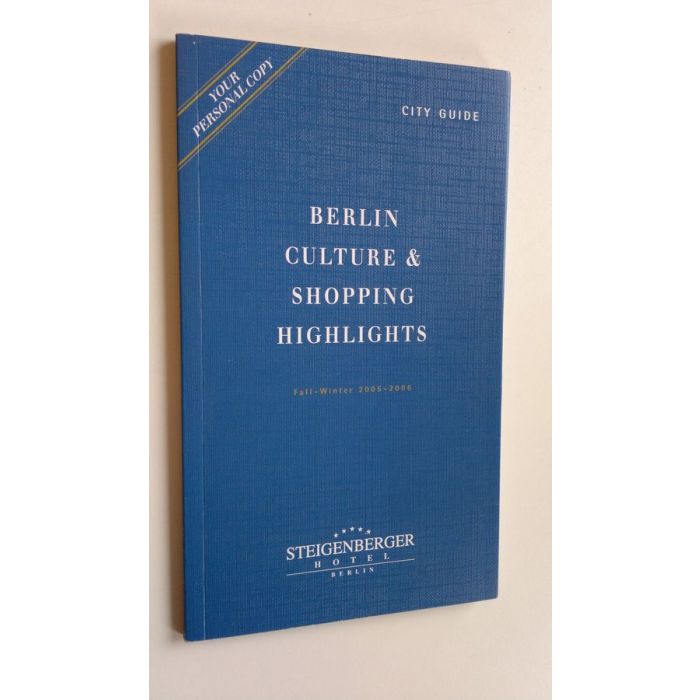 YOUR
PERSONAL COPY
CITY GUIDE
BERLIN
CULTURE &
SHOPPING
HIGHLIGHTS
Fall-Winter 2005-2006
STEIGENBERGER
HOTEL
BERLIN